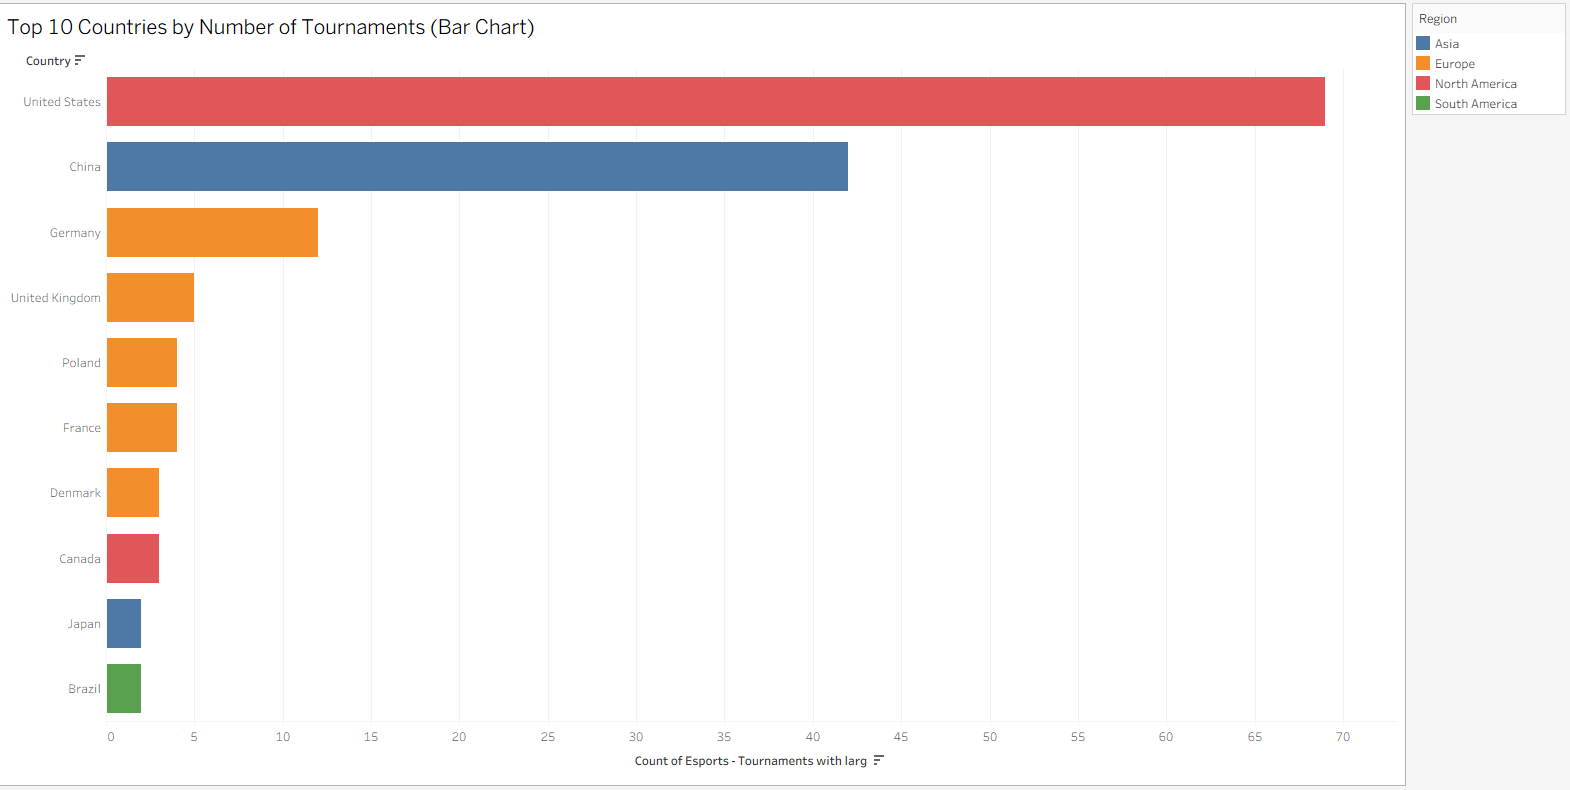 Top 10 Countries by Number of Tournaments (Bar Chart)
Region
Asia
Europe
North America
South America
Country
United States
China
Germany
United Kingdom
Poland
France
Denmark
Canada
Japan
Brazil
0 5 10 15 20 25 30 35 40 45 50 55 60 65 70
Count of Esports - Tournaments with larg